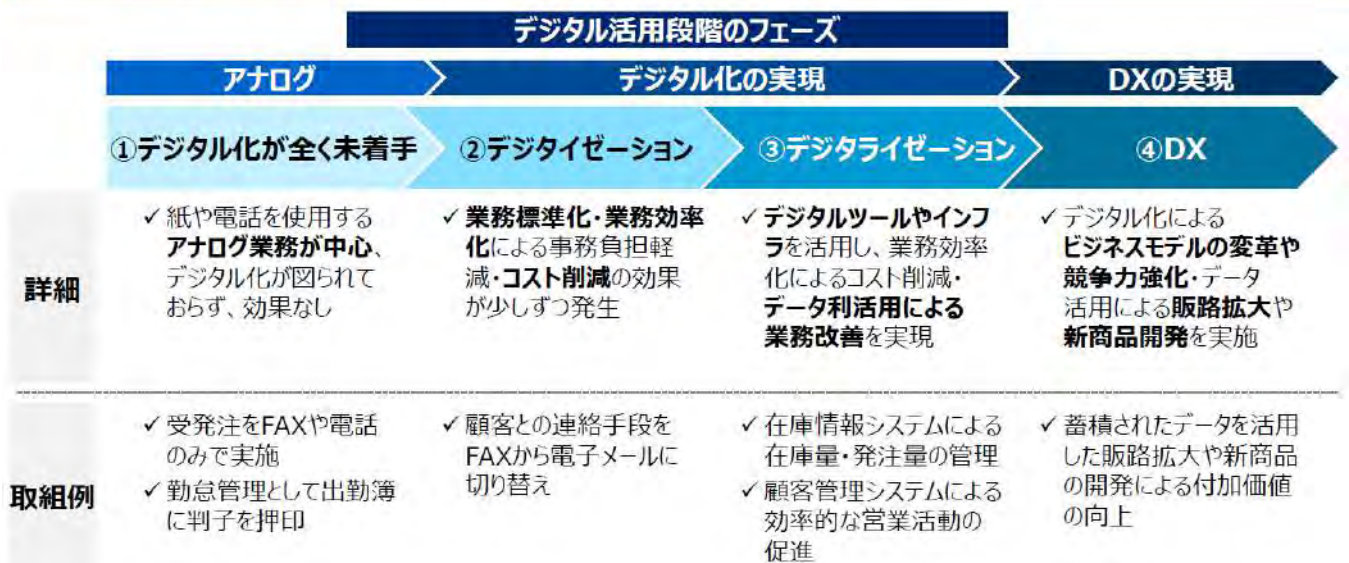 デジタル活用段階のフェーズ
アナログ
デジタル化の実現
DXの実現
①デジタル化が全く未着手
②デジタイゼーション
③デジタライゼーション
④DX
詳細
✓紙や電話を使用する
アナログ業務が中心、
デジタル化が図られて
おらず、効果なし
✓業務標準化・業務効率
化による事務負担軽
減・コスト削減の効果
が少しずつ発生
✓デジタルツールやインフ
ラを活用し、業務効率
化によるコスト削減・
データ利活用による
業務改善を実現
✓デジタル化による
ビジネスモデルの変革や
競争力強化・データ
活用による販路拡大や
新商品開発を実施
取組例
✓受発注をFAXや電話
のみで実施
✓勤怠管理として出勤簿
に判子を押印
✓顧客との連絡手段を
FAXから電子メールに
切り替え
✓在庫情報システムによる
在庫量・発注量の管理
✓顧客管理システムによる
効率的な営業活動の
促進
✓蓄積されたデータを活用
した販路拡大や新商品
の開発による付加価値
の向上